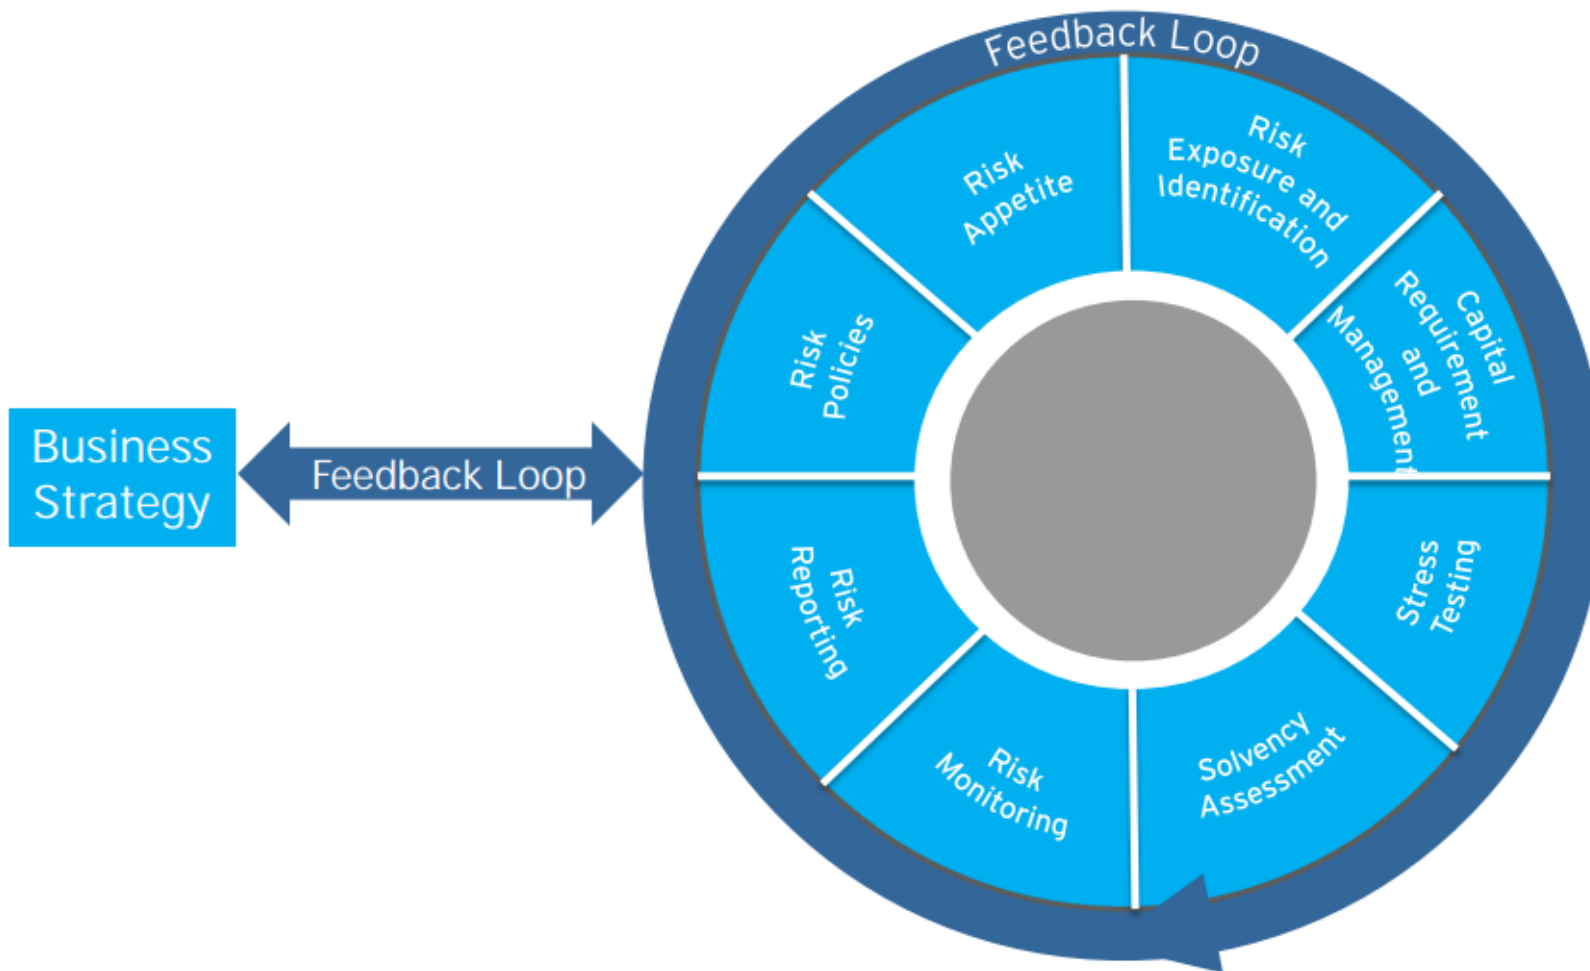 Feedback Loop
Risk
Exposure and
Identification
Capital
Requirement
and
Management
Stress
Testing
Solvency
Assessment
Risk
Monitoring
Risk
Reporting
Risk
Policies
Risk
Appetite
Business
Strategy
Feedback Loop